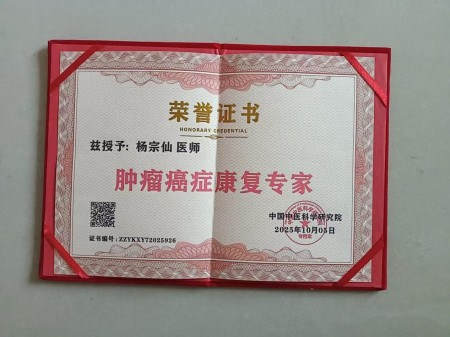 荣誉证书
HONORARY CREDENTIAL
兹授予: 杨宗仙 医师
肿瘤癌症康复专家
中国中医科学研究院
2025年10月05日
证书编号: ZZYKXY72025926